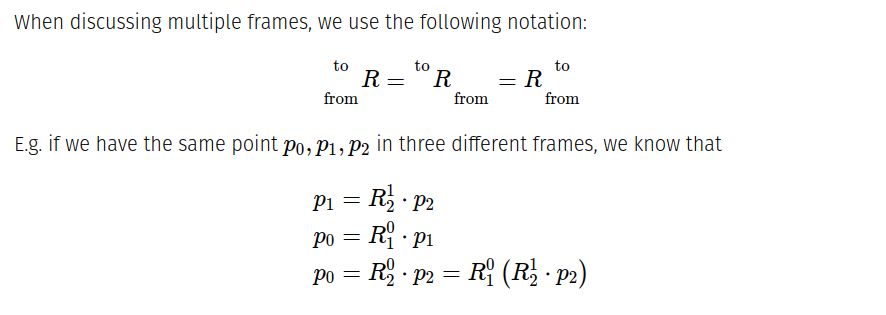 When discussing multiple frames, we use the following notation:
$^{\text{to}}_{\text{from}} R = {}^{\text{to}} R_{\text{from}} = R^{\text{to}}_{\text{from}}$
E.g. if we have the same point $p_0, p_1, p_2$ in three different frames, we know that
$p_1 = R^1_2 \cdot p_2$
$p_0 = R^0_1 \cdot p_1$
$p_0 = R^0_2 \cdot p_2 = R^0_1 \left( R^1_2 \cdot p_2 \right)$